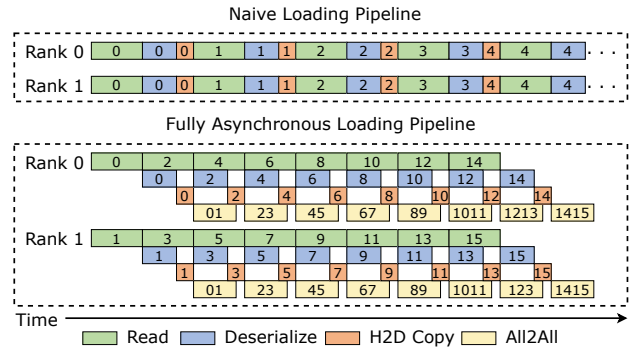 Naive Loading Pipeline
Rank 0 0 0 0 1 1 1 2 2 2 3 3 4 4 4 ...
Rank 1 0 0 0 1 1 1 2 2 2 3 3 4 4 4 ...
Fully Asynchronous Loading Pipeline
Rank 0 0 2 4 6 8 10 12 14
0 2 4 6 8 10 12 14
0 2 4 6 8 10 12 14
01 23 45 67 89 1011 1213 1415
Rank 1 1 3 5 7 9 11 13 15
1 3 5 7 9 11 13 15
1 3 5 7 9 11 13 15
01 23 45 67 89 1011 123 1415
Time
Read Deserialize H2D Copy All2All